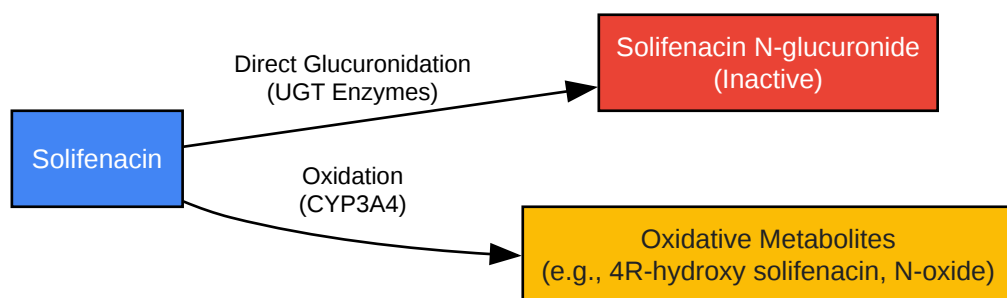 Solifenacin
Direct Glucuronidation
(UGT Enzymes)
Solifenacin N-glucuronide
(Inactive)
Oxidation
(CYP3A4)
Oxidative Metabolites
(e.g., 4R-hydroxy solifenacin, N-oxide)